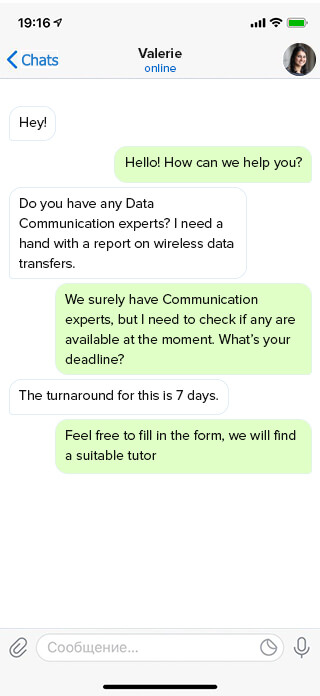 19:16
Chats
Valerie
online
Hey!
Hello! How can we help you?
Do you have any Data
Communication experts? I need a
hand with a report on wireless data
transfers.
We surely have Communication
experts, but I need to check if any are
available at the moment. What's your
deadline?
The turnaround for this is 7 days.
Feel free to fill in the form, we will find
a suitable tutor
Сообщение...